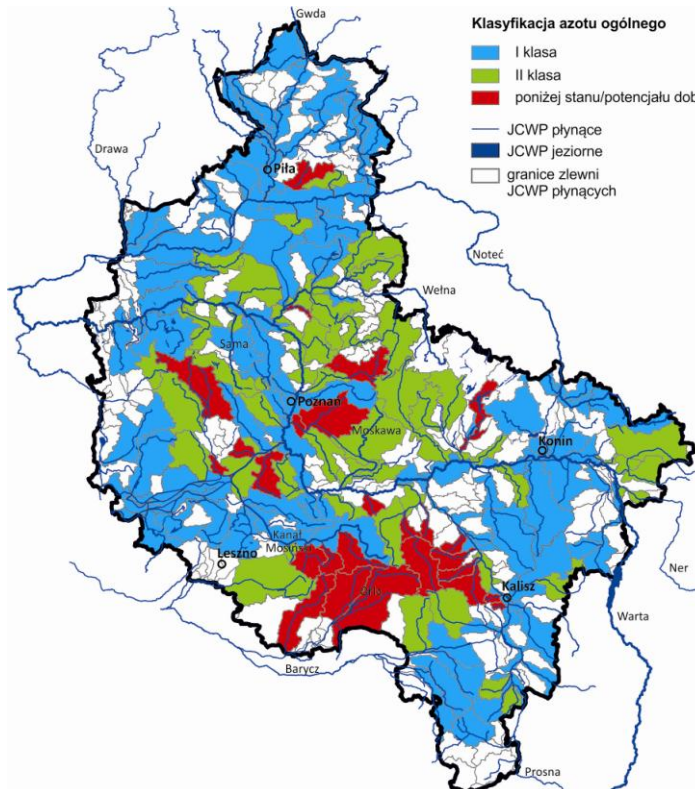 Gwda
Klasyfikacja azotu ogólnego
I klasa
II klasa
poniżej stanu/potencjału dob
JCWP płynące
JCWP jeziorne
granice zlewni
JCWP płynących
Drawa
Piła
Noteć
Wełna
Sama
Poznań
Moskawa
Konin
Kanał
Mosiński
Leszno
Ner
Kalisz
Warta
Barycz
Prosna